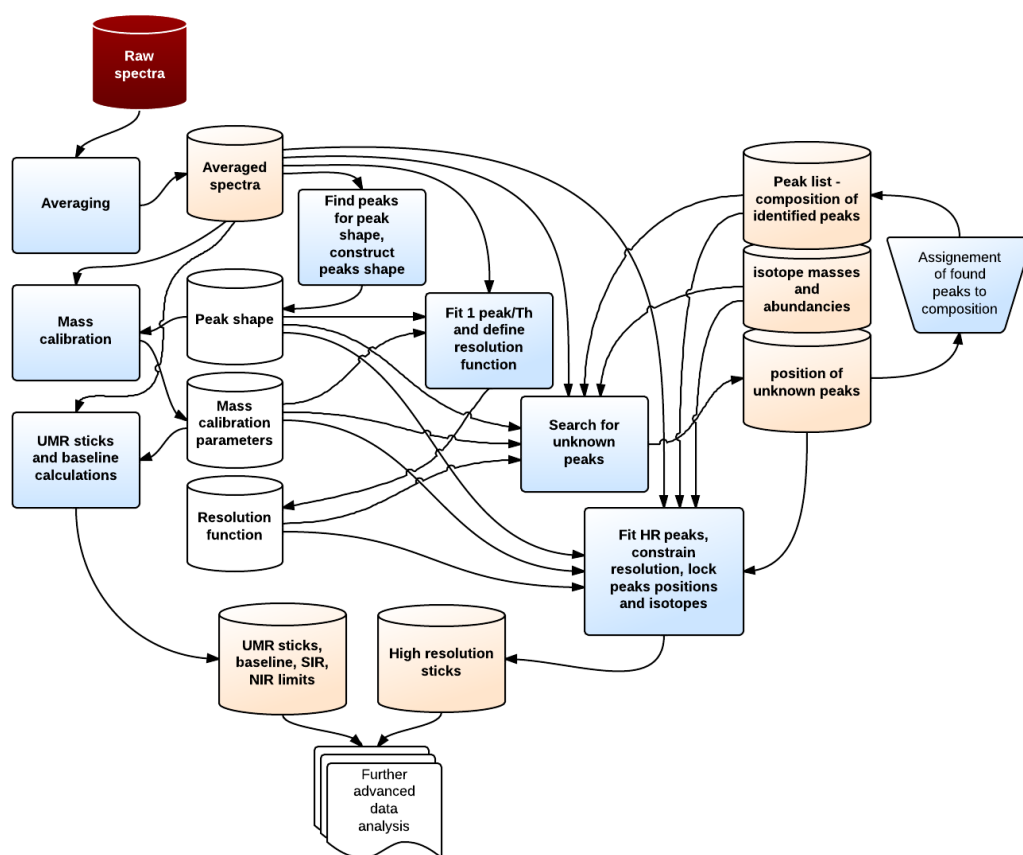 Raw
spectra
Averaging
Averaged
spectra
Find peaks
for peak
shape,
construct
peaks shape
Peak list -
composition of
identified peaks
isotope masses
and
abundancies
position of
unknown peaks
Assignement
of found
peaks to
composition
Mass
calibration
Peak shape
Fit 1 peak/Th
and define
resolution
function
Mass
calibration
parameters
UMR sticks
and baseline
calculations
Search for
unknown
peaks
Resolution
function
Fit HR peaks,
constrain
resolution, lock
peaks positions
and isotopes
UMR sticks,
baseline, SIR,
NIR limits
High resolution
sticks
Further
advanced
data
analysis